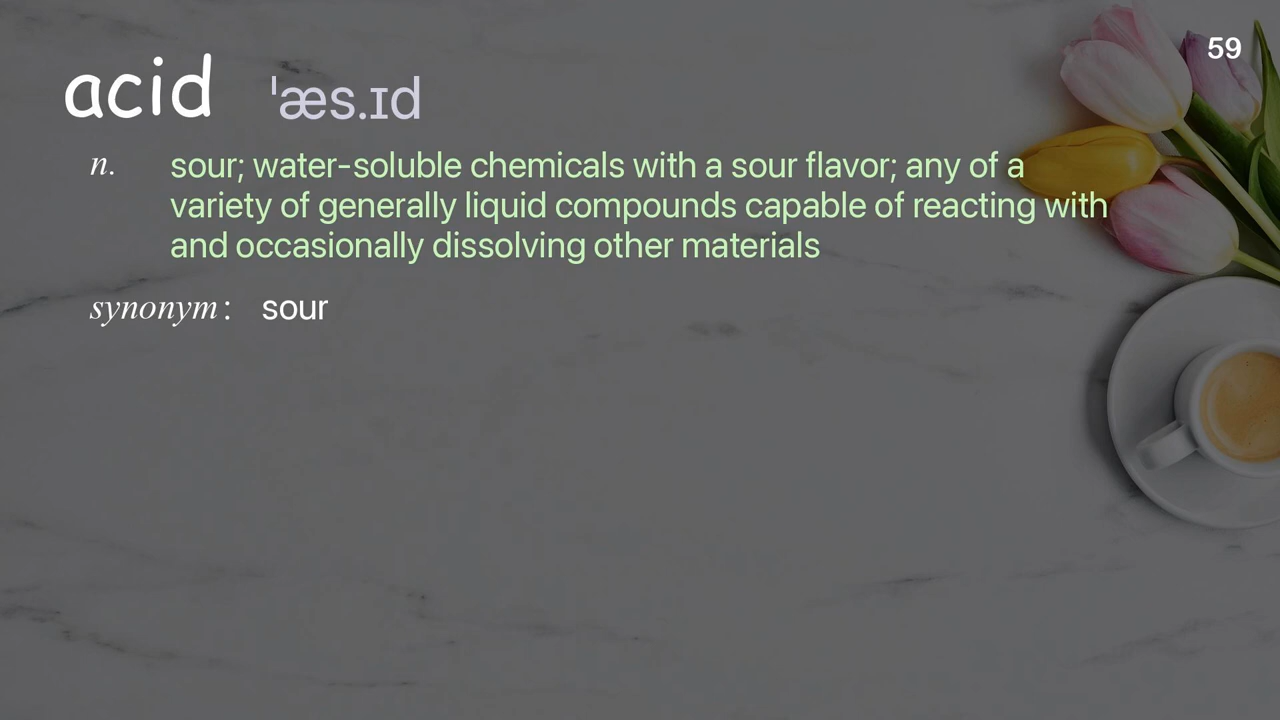 59
acid ˈæs.ɪd
n. sour; water-soluble chemicals with a sour flavor; any of a
variety of generally liquid compounds capable of reacting with
and occasionally dissolving other materials
synonym: sour